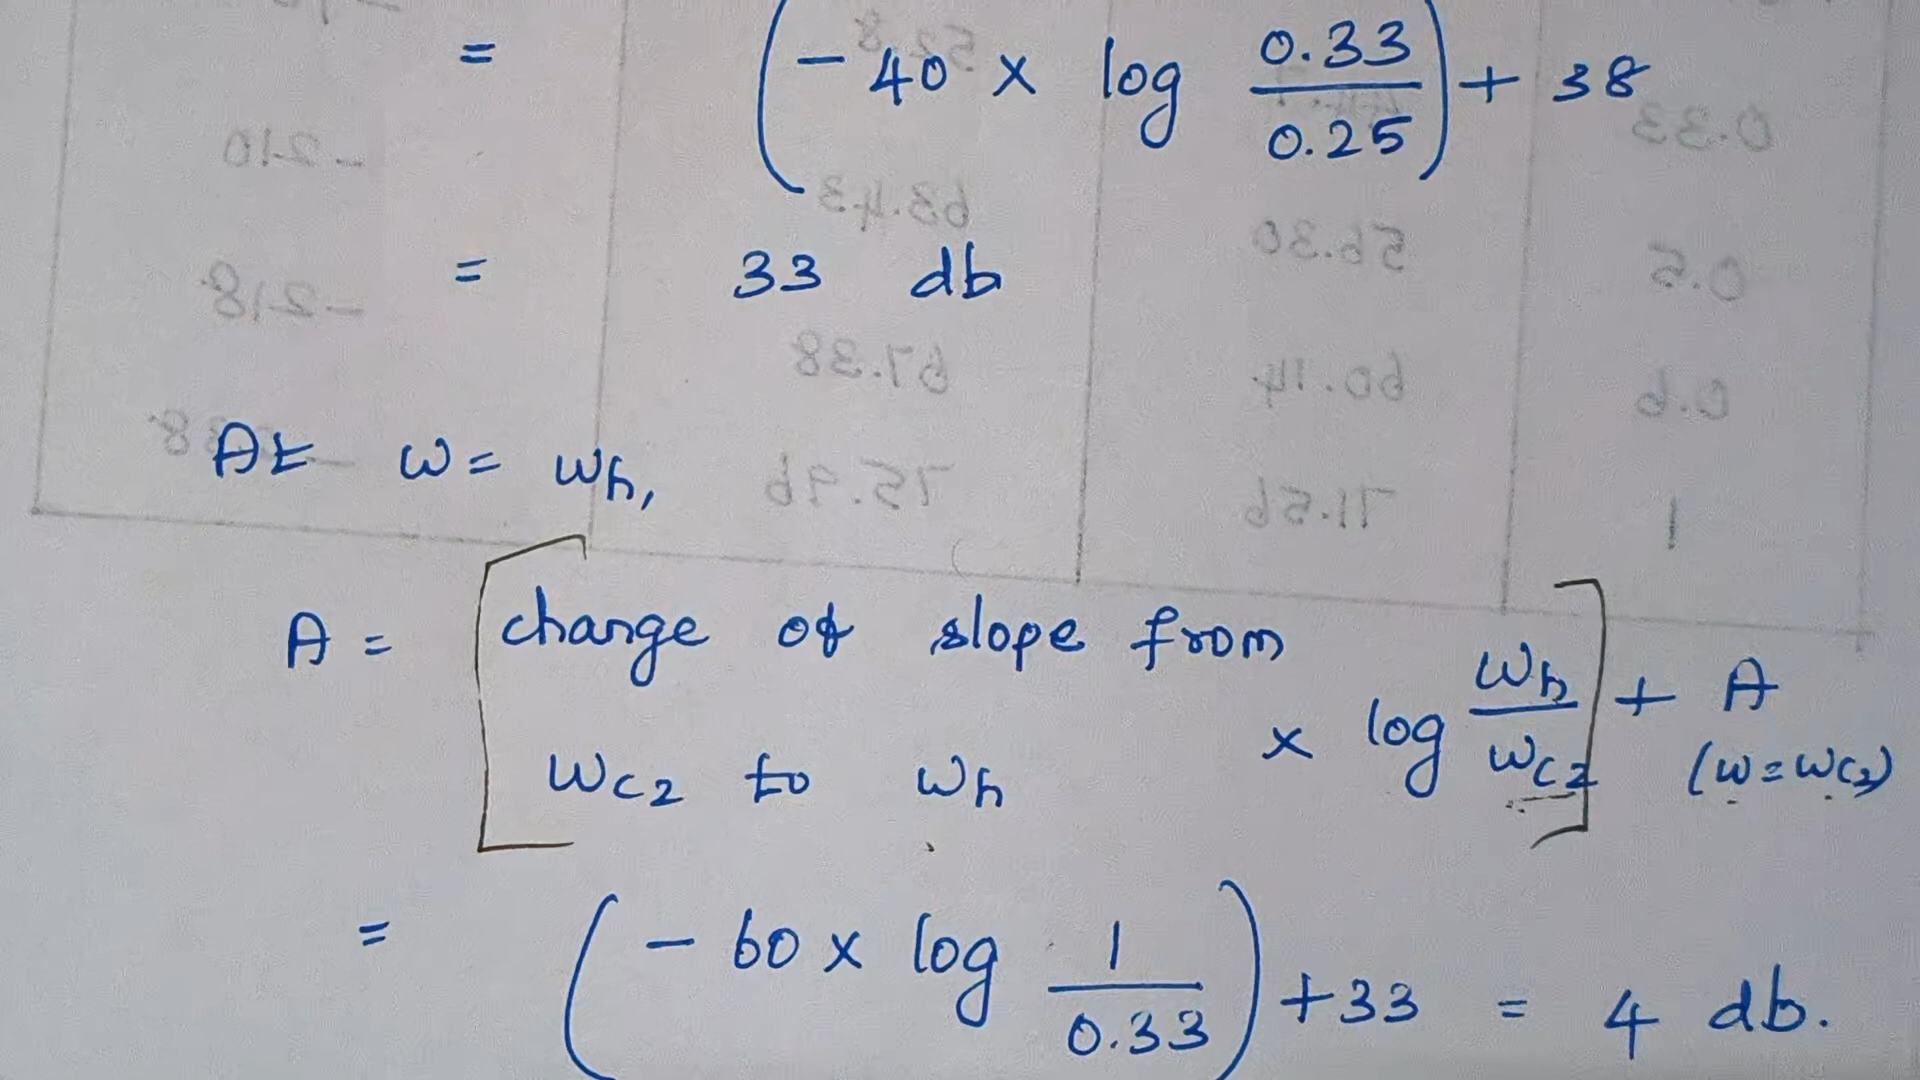 = (-40 x log 0.33/0.25) + 38
= 33 db
At ω = ωh,
A = [change of slope from ωc2 to ωh x log ωh/ωc2] + A (ω = ωc2)
= (-60 x log 1/0.33) + 33 = 4 db.